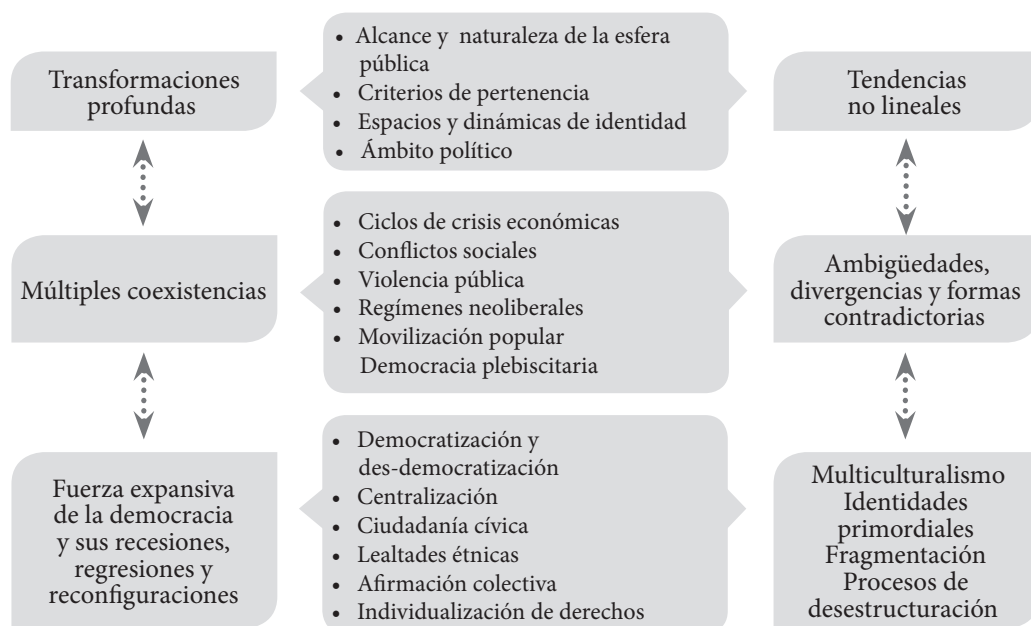 Transformaciones
profundas
• Alcance y naturaleza de la esfera
pública
• Criterios de pertenencia
• Espacios y dinámicas de identidad
• Ámbito político
Tendencias
no lineales
Múltiples coexistencias
• Ciclos de crisis económicas
• Conflictos sociales
• Violencia pública
• Regímenes neoliberales
• Movilización popular
Democracia plebiscitaria
Ambigüedades,
divergencias y formas
contradictorias
Fuerza expansiva
de la democracia
y sus recesiones,
regresiones y
reconfiguraciones
• Democratización y
des-democratización
• Centralización
• Ciudadanía cívica
• Lealtades étnicas
• Afirmación colectiva
• Individualización de derechos
Multiculturalismo
Identidades
primordiales
Fragmentación
Procesos de
desestructuración